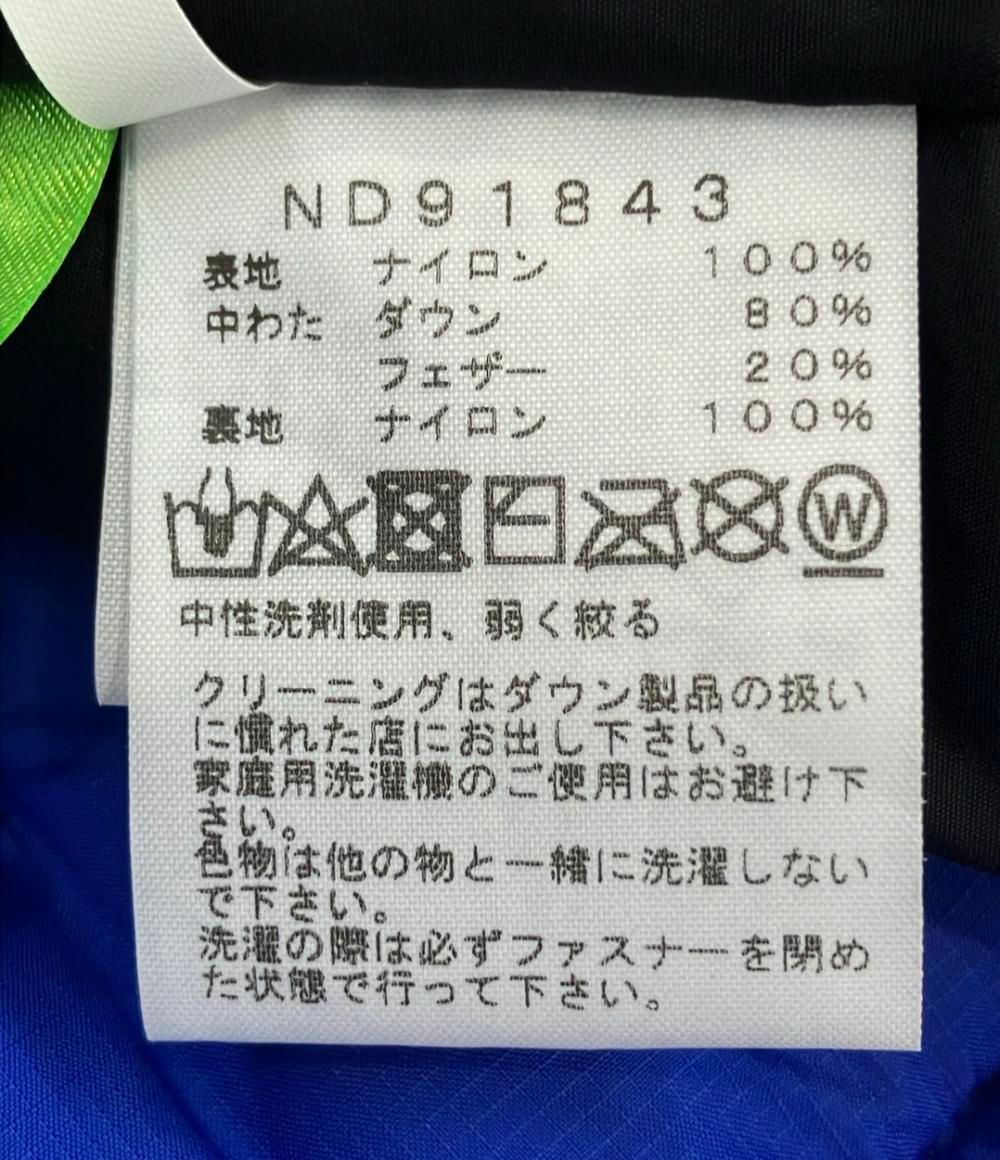 ND91843
表地 ナイロン 100%
中わた ダウン 80%
フェザー 20%
裏地 ナイロン 100%
W
中性洗剤使用、弱く絞る
クリーニングはダウン製品の扱い
に慣れた店にお出し下さい。
家庭用洗濯機のご使用はお避け下
さい。
色物は他の物と一緒に洗濯しない
で下さい。
洗濯の際は必ずファスナーを閉め
た状態で行って下さい。